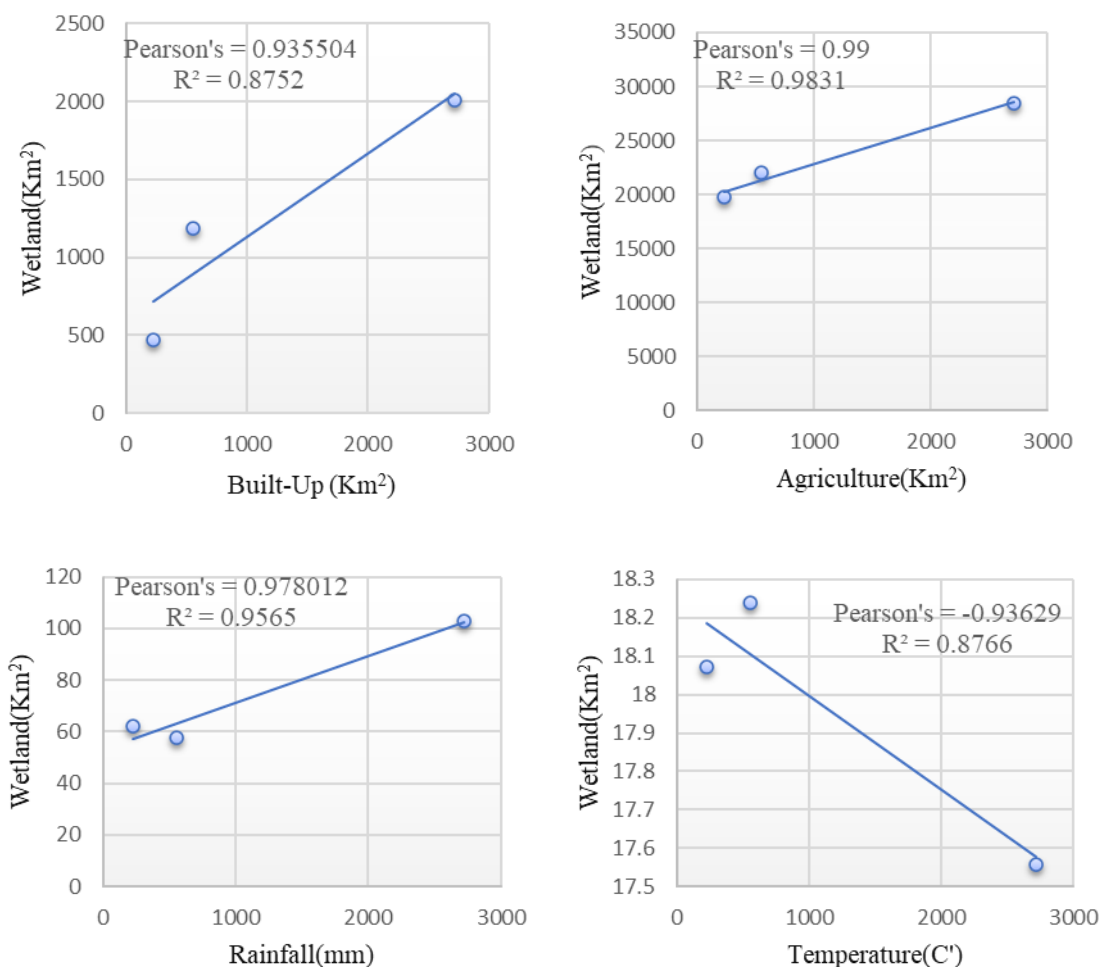 Pearson's = 0.935504
R² = 0.8752
2500
2000
1500
1000
500
0
0 1000 2000 3000
Wetland(Km²)
Built-Up (Km²)
Pearson's = 0.99
R² = 0.9831
35000
30000
25000
20000
15000
10000
5000
0
0 1000 2000 3000
Wetland(Km²)
Agriculture(Km²)
Pearson's = 0.978012
R² = 0.9565
120
100
80
60
40
20
0
0 1000 2000 3000
Wetland(Km²)
Rainfall(mm)
Pearson's = -0.93629
R² = 0.8766
18.3
18.2
18.1
18
17.9
17.8
17.7
17.6
17.5
0 1000 2000 3000
Wetland(Km²)
Temperature(C')